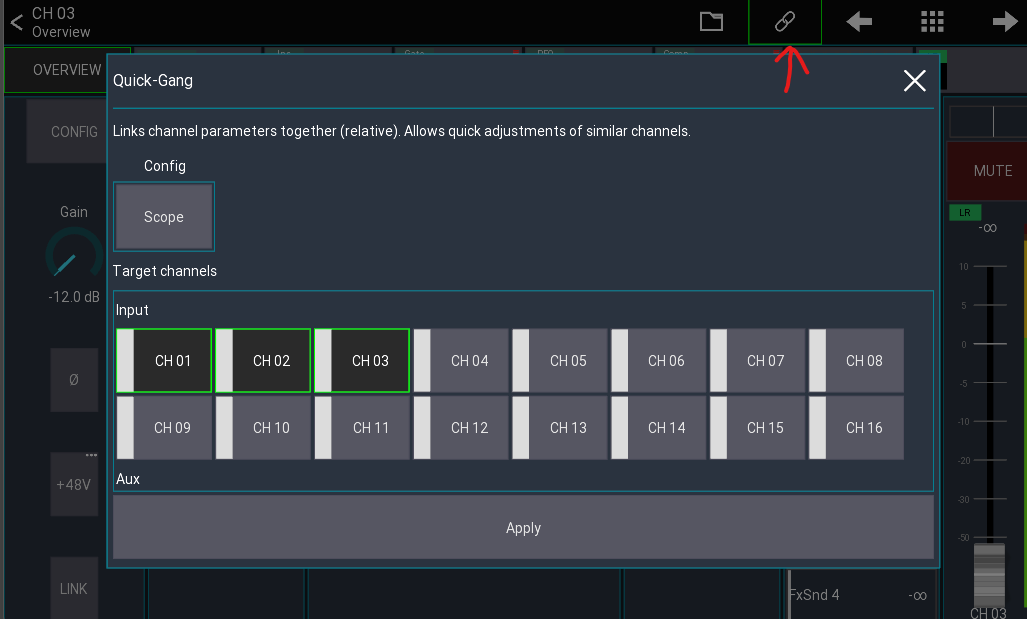 CH 03
Overview
OVERVIEW
Quick-Gang
Links channel parameters together (relative). Allows quick adjustments of similar channels.
CONFIG
Config
Scope
MUTE
Gain
LR
-∞
Target channels
-12.0 dB
Input
CH 01 CH 02 CH 03 CH 04 CH 05 CH 06 CH 07 CH 08
CH 09 CH 10 CH 11 CH 12 CH 13 CH 14 CH 15 CH 16
Aux
Ø
+48V
Apply
10
5
0
-5
-10
-20
-30
-50
LINK
FxSnd 4 -∞
CH 03